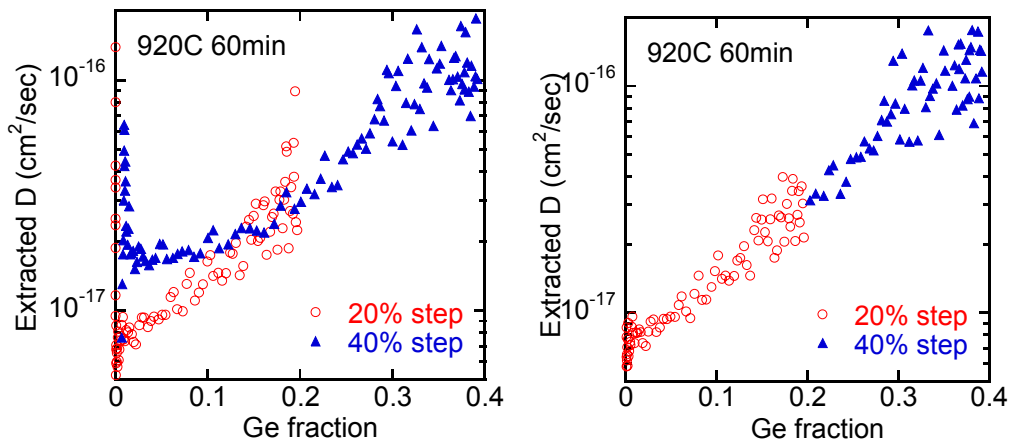 920C 60min
10^-16
10^-17
Extracted D (cm^2/sec)
20% step
40% step
0
0.1
0.2
0.3
0.4
Ge fraction
920C 60min
10^-16
10^-17
Extracted D (cm^2/sec)
20% step
40% step
0
0.1
0.2
0.3
0.4
Ge fraction